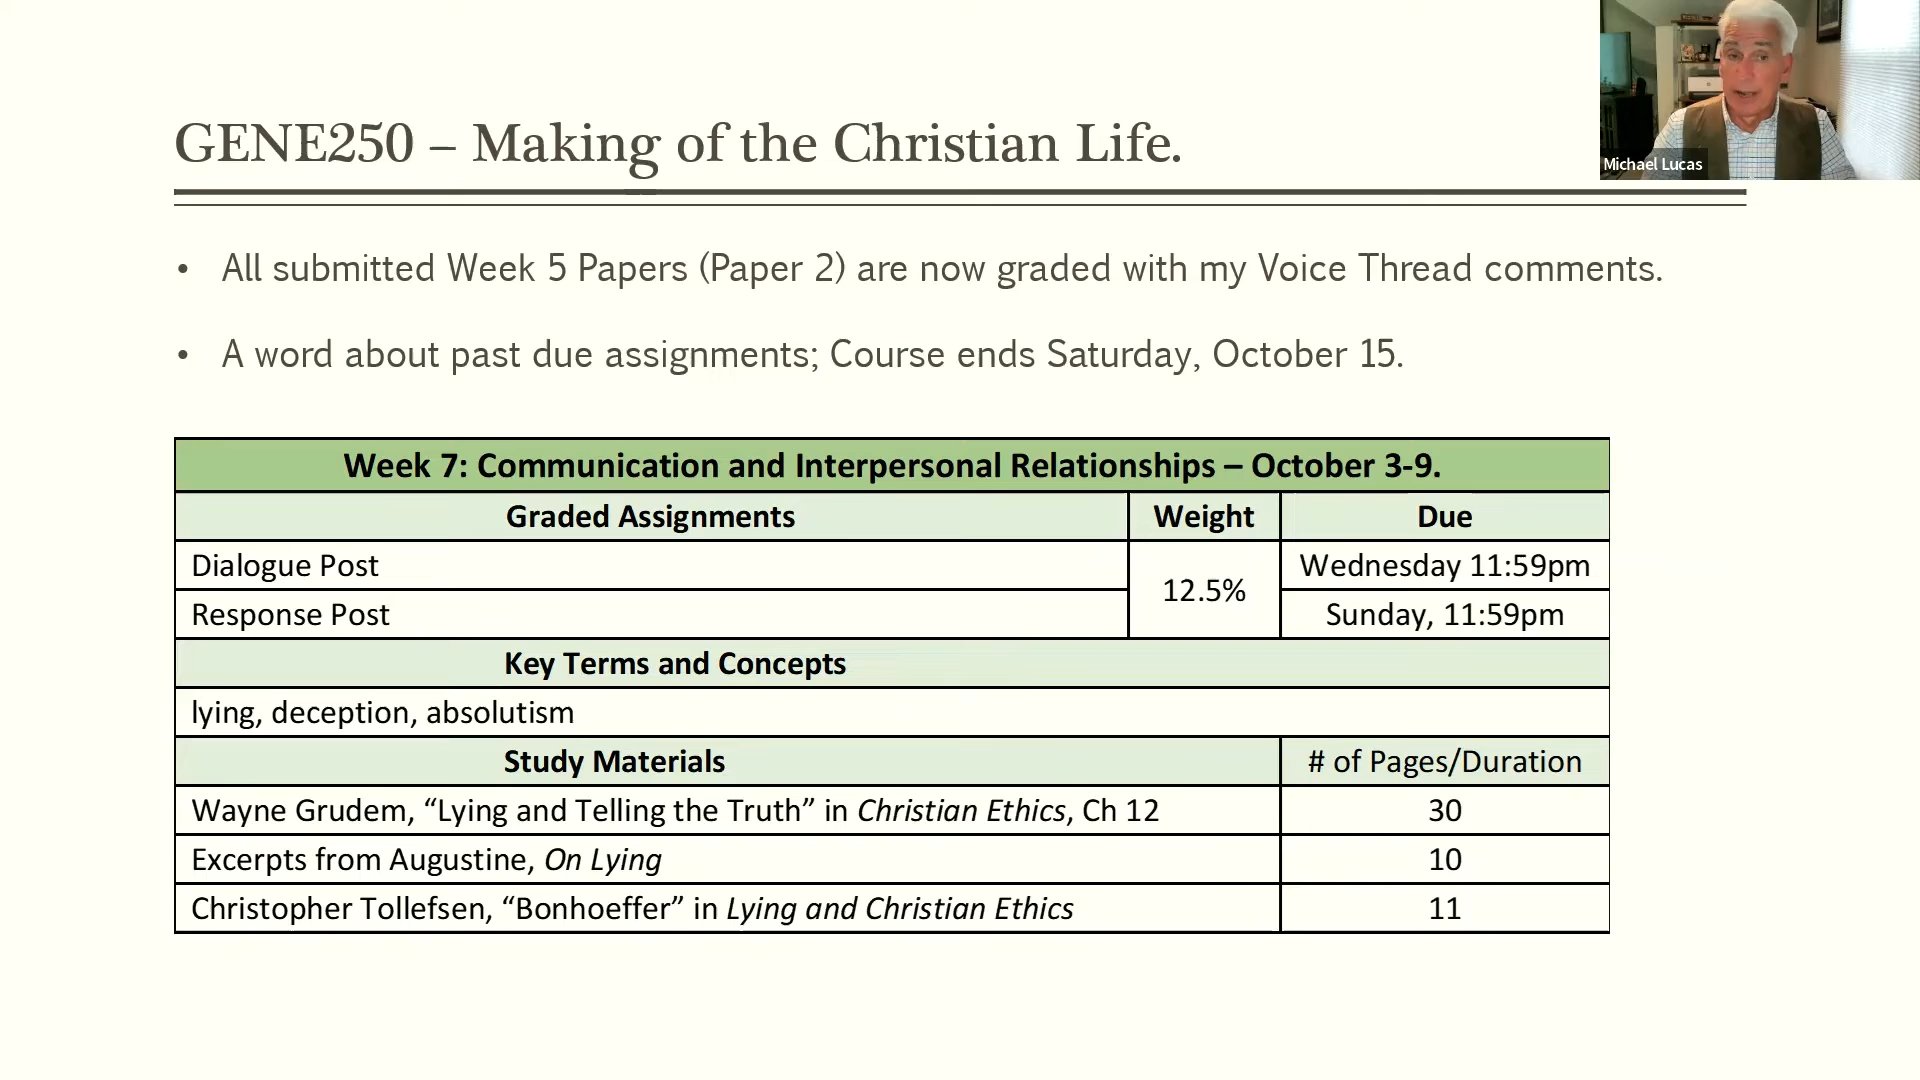 Michael Lucas
GENE250 – Making of the Christian Life.
• All submitted Week 5 Papers (Paper 2) are now graded with my Voice Thread comments.
• A word about past due assignments; Course ends Saturday, October 15.
Week 7: Communication and Interpersonal Relationships – October 3-9.
Graded Assignments Weight Due
Dialogue Post 12.5% Wednesday 11:59pm
Response Post Sunday, 11:59pm
Key Terms and Concepts
lying, deception, absolutism
Study Materials # of Pages/Duration
Wayne Grudem, “Lying and Telling the Truth” in Christian Ethics, Ch 12 30
Excerpts from Augustine, On Lying 10
Christopher Tollefsen, “Bonhoeffer” in Lying and Christian Ethics 11